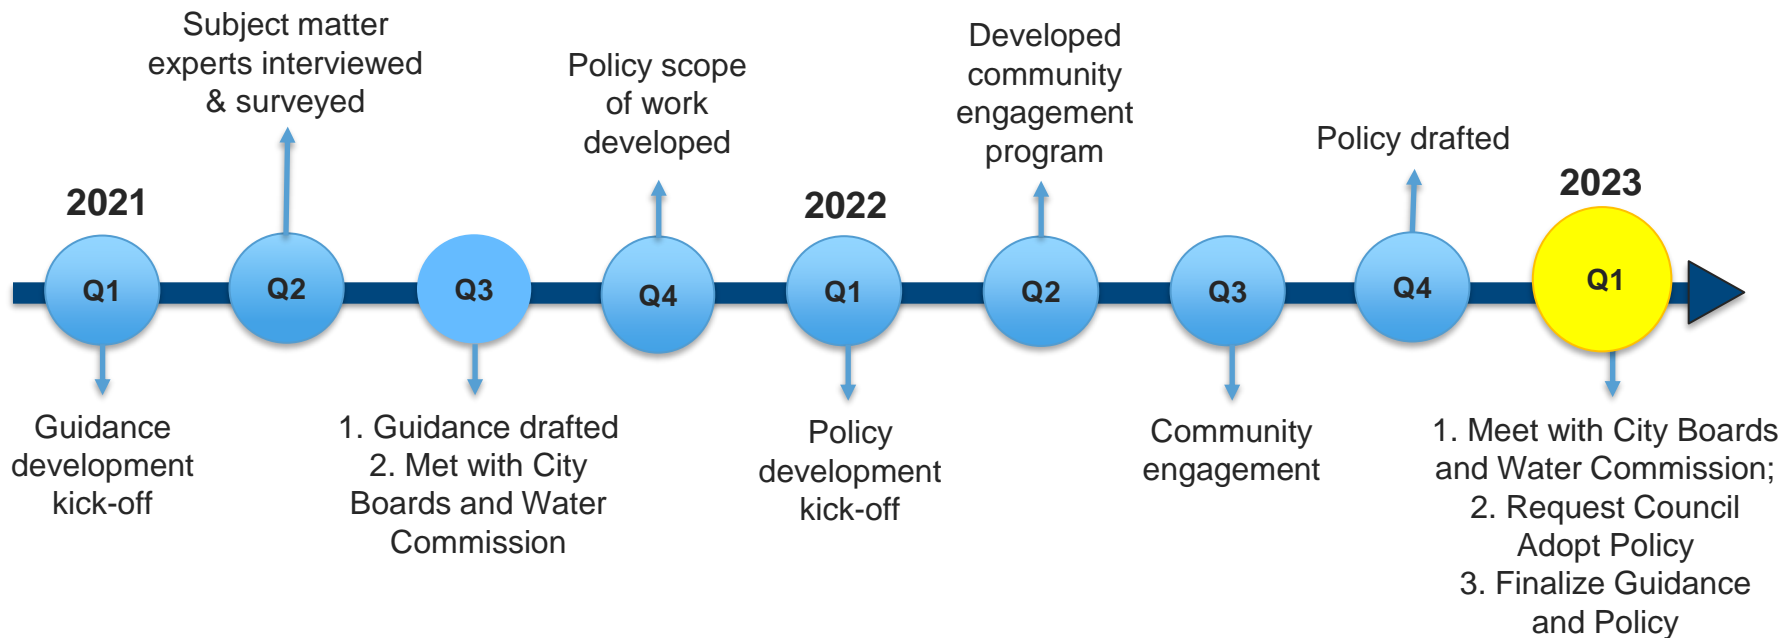 Subject matter
experts interviewed
& surveyed
Policy scope
of work
developed
Developed
community
engagement
program
Policy drafted
2021
2022
2023
Q1
Q2
Q3
Q4
Q1
Q2
Q3
Q4
Q1
Guidance
development
kick-off
1. Guidance drafted
2. Met with City
Boards and Water
Commission
Policy
development
kick-off
Community
engagement
1. Meet with City Boards
and Water Commission;
2. Request Council
Adopt Policy
3. Finalize Guidance
and Policy